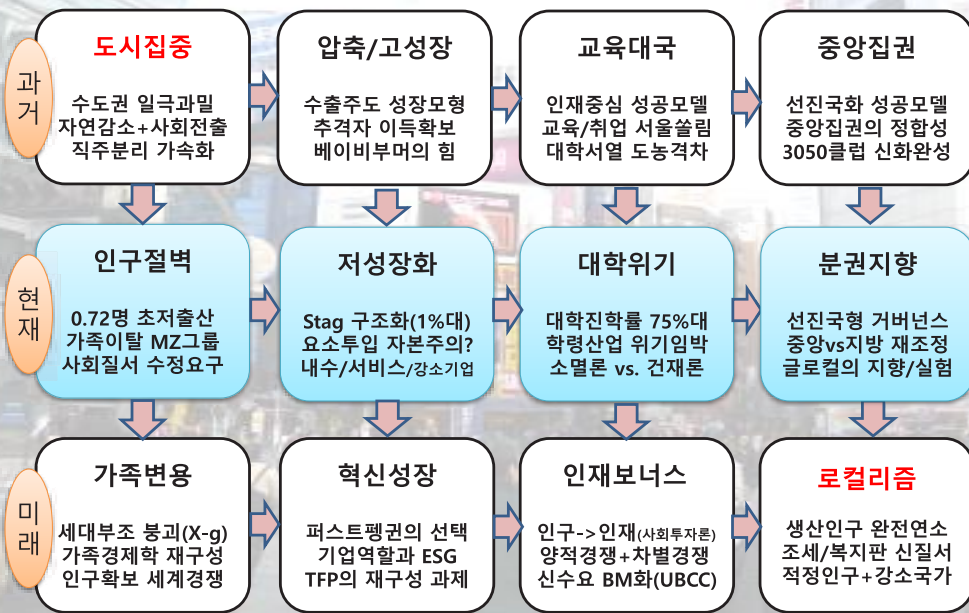 과거
도시집중
수도권 일극과밀
자연감소+사회전출
직주분리 가속화
압축/고성장
수출주도 성장모형
추격자 이득확보
베이비부머의 힘
교육대국
인재중심 성공모델
교육/취업 서울쏠림
대학서열 도농격차
중앙집권
선진국화 성공모델
중앙집권의 정합성
3050클럽 신화완성
현재
인구절벽
0.72명 초저출산
가족이탈 MZ그룹
사회질서 수정요구
저성장화
Stag 구조화(1%대)
요소투입 자본주의?
내수/서비스/강소기업
대학위기
대학진학률 75%대
학령산업 위기임박
소멸론 vs. 건재론
분권지향
선진국형 거버넌스
중앙vs지방 재조정
글로컬의 지향/실험
미래
가족변용
세대부조 붕괴(X-g)
가족경제학 재구성
인구확보 세계경쟁
혁신성장
퍼스트펭귄의 선택
기업역할과 ESG
TFP의 재구성 과제
인재보너스
인구->인재(사회투자론)
양적경쟁+차별경쟁
신수요 BM화(UBCC)
로컬리즘
생산인구 완전연소
조세/복지판 신질서
적정인구+강소국가